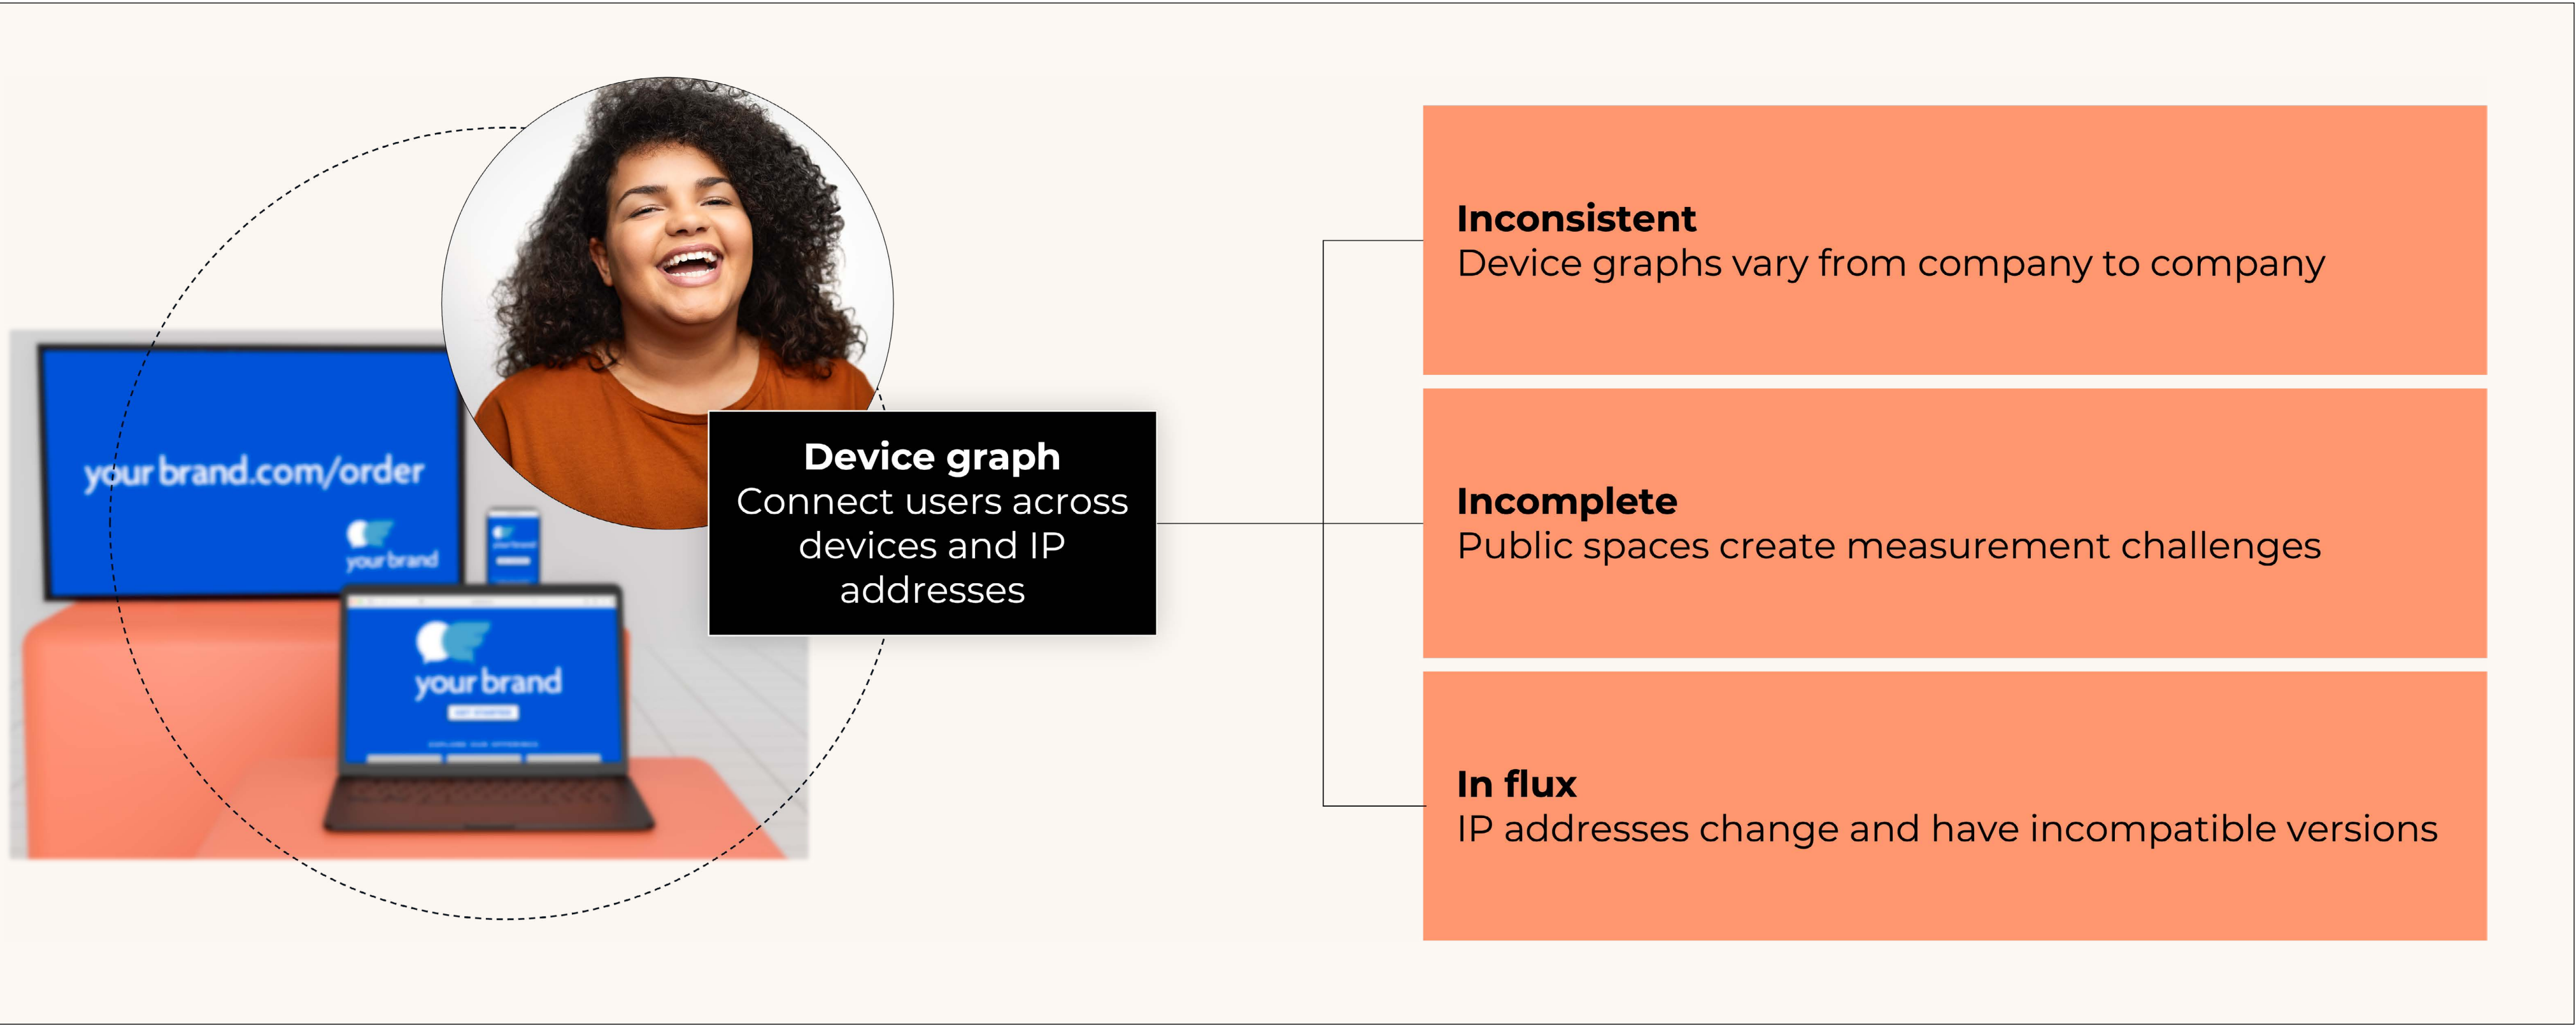 your brand.com/order
your brand
your brand
Device graph
Connect users across
devices and IP
addresses
Inconsistent
Device graphs vary from company to company
Incomplete
Public spaces create measurement challenges
In flux
IP addresses change and have incompatible versions